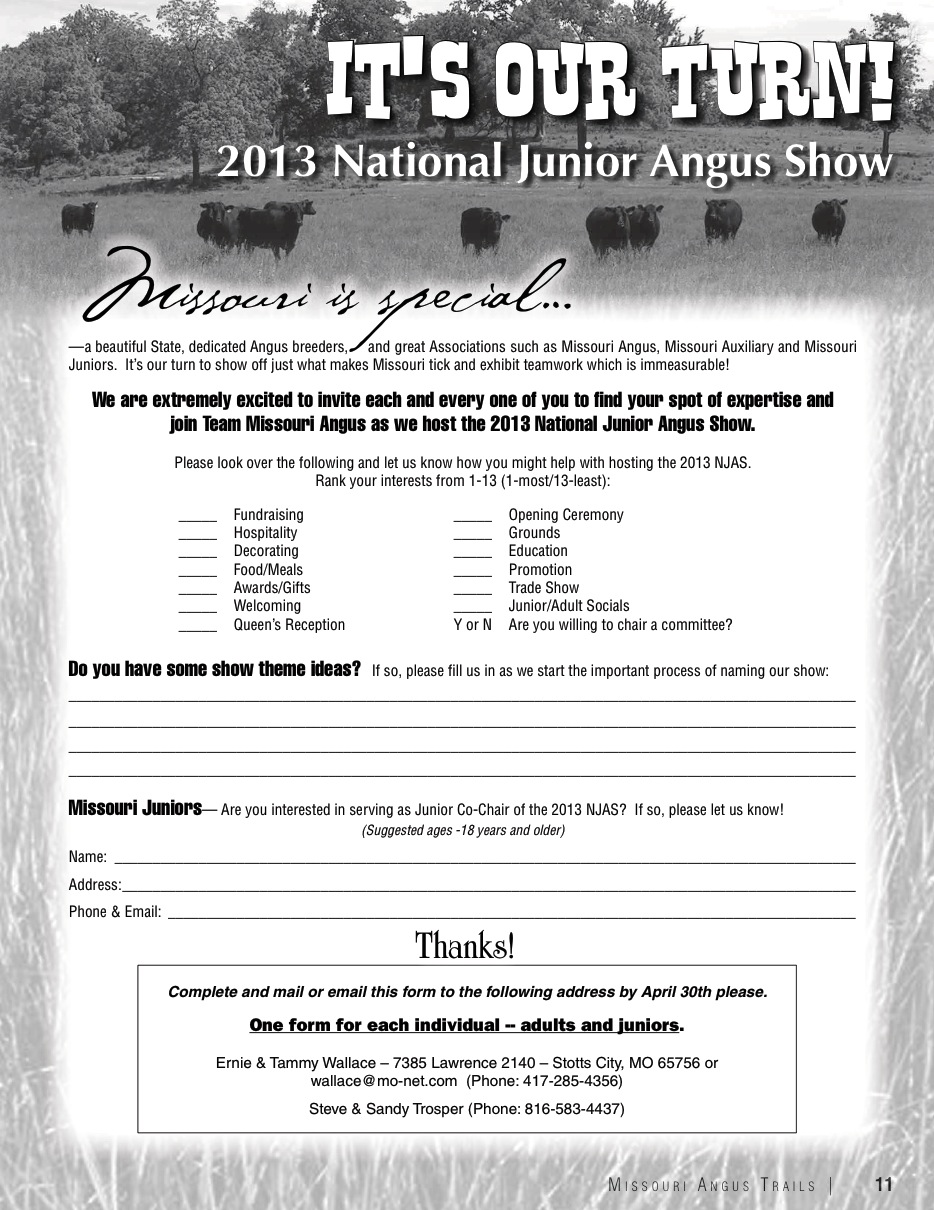 IT'S OUR TURN!
2013 National Junior Angus Show
Missouri is special...
—a beautiful State, dedicated Angus breeders, and great Associations such as Missouri Angus, Missouri Auxiliary and Missouri
Juniors. It's our turn to show off just what makes Missouri tick and exhibit teamwork which is immeasurable!
We are extremely excited to invite each and every one of you to find your spot of expertise and
join Team Missouri Angus as we host the 2013 National Junior Angus Show.
Please look over the following and let us know how you might help with hosting the 2013 NJAS.
Rank your interests from 1-13 (1-most/13-least):
_____ Fundraising
_____ Hospitality
_____ Decorating
_____ Food/Meals
_____ Awards/Gifts
_____ Welcoming
_____ Queen's Reception
_____ Opening Ceremony
_____ Grounds
_____ Education
_____ Promotion
_____ Trade Show
_____ Junior/Adult Socials
Y or N Are you willing to chair a committee?
Do you have some show theme ideas? If so, please fill us in as we start the important process of naming our show:
Missouri Juniors— Are you interested in serving as Junior Co-Chair of the 2013 NJAS? If so, please let us know!
(Suggested ages -18 years and older)
Name: 
Address:
Phone & Email:
Thanks!
Complete and mail or email this form to the following address by April 30th please.
One form for each individual -- adults and juniors.
Ernie & Tammy Wallace – 7385 Lawrence 2140 – Stotts City, MO 65756 or
wallace@mo-net.com (Phone: 417-285-4356)
Steve & Sandy Trosper (Phone: 816-583-4437)
Missouri Angus Trails | 11